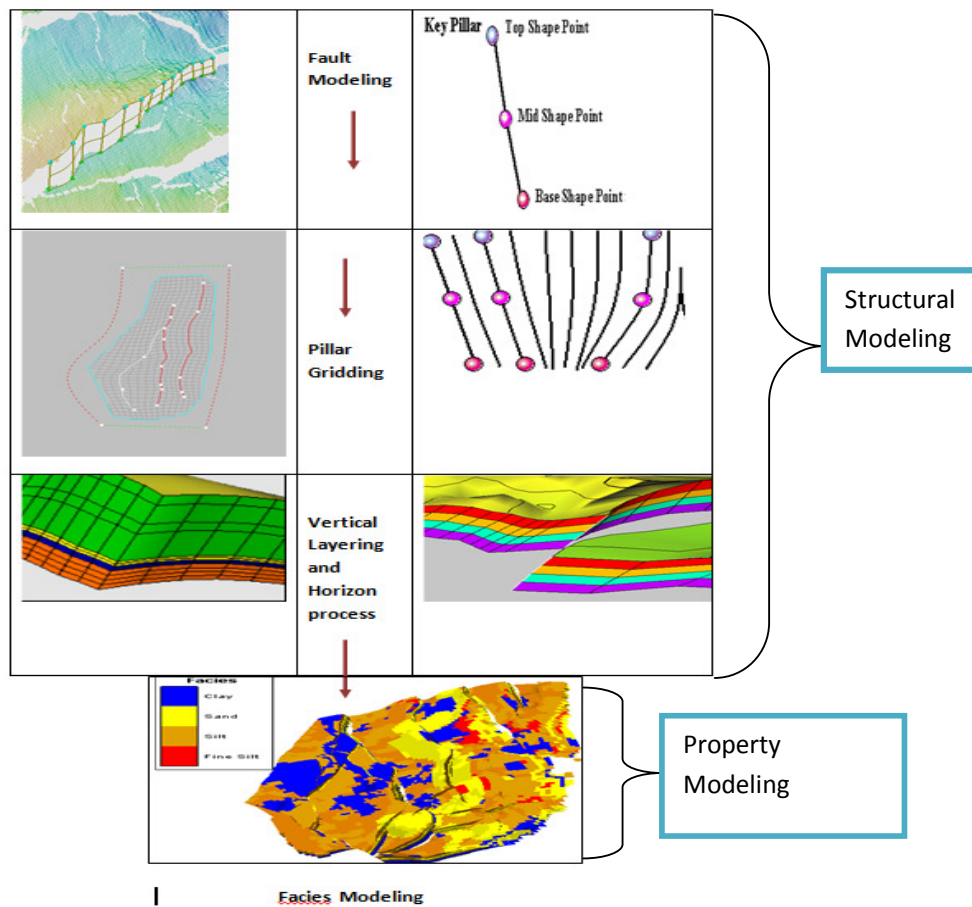 Fault
Modeling
Key Pillar
Top Shape Point
Mid Shape Point
Base Shape Point
Pillar
Gridding
Structural
Modeling
Vertical
Layering
and
Horizon
process
Facies
Clay
Sand
Silt
Fine Silt
Property
Modeling
Facies Modeling